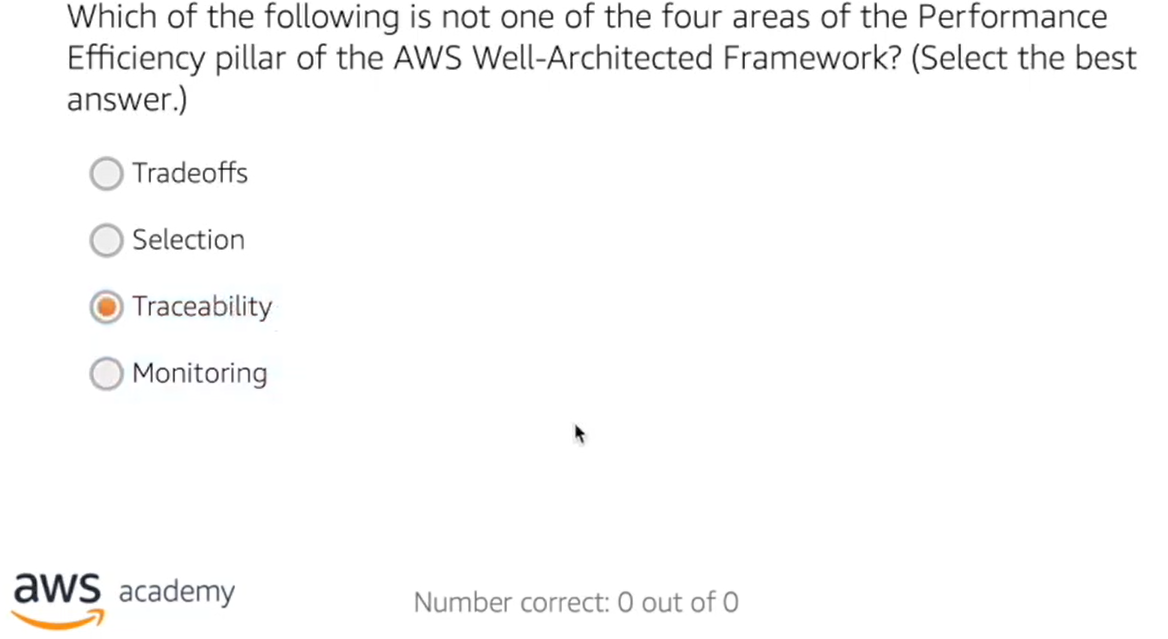 Which of the following is not one of the four areas of the Performance
Efficiency pillar of the AWS Well-Architected Framework? (Select the best
answer.)
Tradeoffs
Selection
Traceability
Monitoring
aws academy
Number correct: 0 out of 0